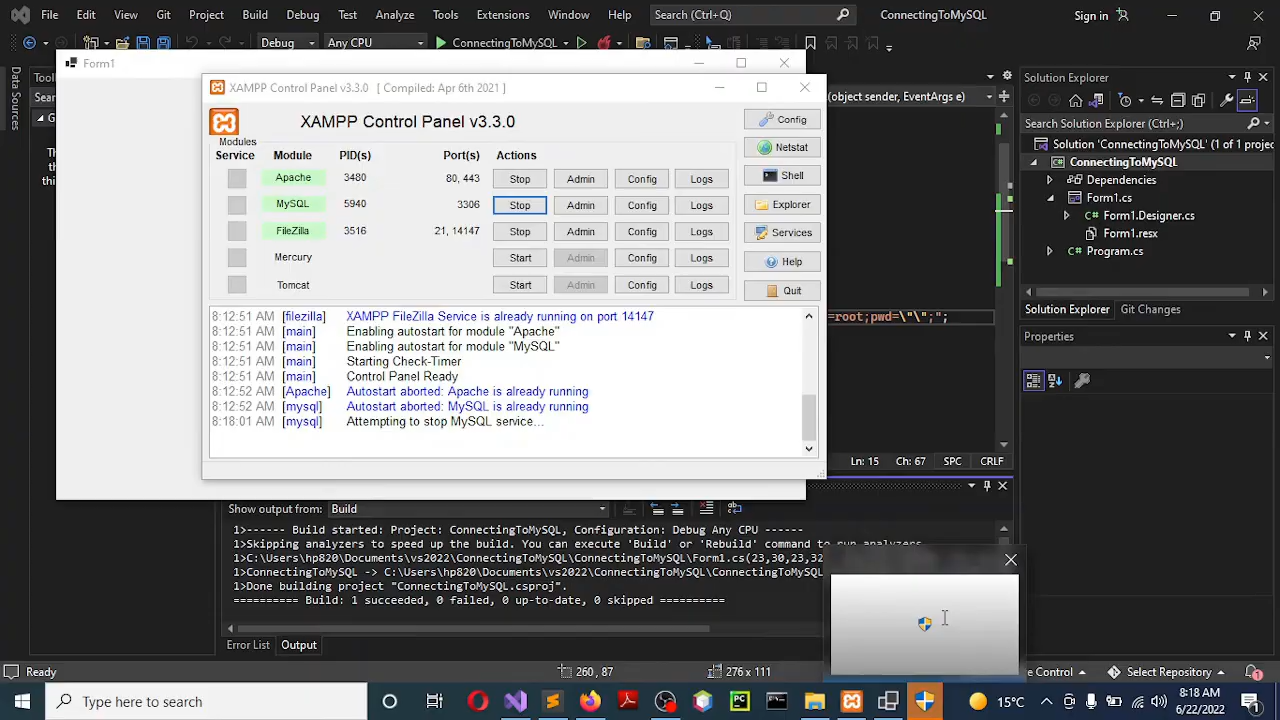 File
Edit
View
Git
Project
Build
Debug
Test
Analyze
Tools
Extensions
Window
Help
Search (Ctrl+Q)
ConnectingToMySQL
Sign in
Debug
Any CPU
ConnectingToMySQL
Data Sources
Form1
XAMPP Control Panel v3.3.0 [ Compiled: Apr 6th 2021 ]
XAMPP Control Panel v3.3.0
Modules
Service Module PID(s) Port(s) Actions
Apache 3480 80, 443 Stop Admin Config Logs
MySQL 5940 3306 Stop Admin Config Logs
FileZilla 3516 21, 14147 Stop Admin Config Logs
Mercury Start Admin Config Logs
Tomcat Start Admin Config Logs
Config
Netstat
Shell
Explorer
Services
Help
Quit
8:12:51 AM [filezilla] XAMPP FileZilla Service is already running on port 14147
8:12:51 AM [main] Enabling autostart for module "Apache"
8:12:51 AM [main] Enabling autostart for module "MySQL"
8:12:51 AM [main] Starting Check-Timer
8:12:51 AM [main] Control Panel Ready
8:12:52 AM [Apache] Autostart aborted: Apache is already running
8:12:52 AM [mysql] Autostart aborted: MySQL is already running
8:18:01 AM [mysql] Attempting to stop MySQL service...
(object sender, EventArgs e)
=root;pwd=\"\";";
Ln: 15 Ch: 67 SPC CRLF
Solution Explorer
Search Solution Explorer (Ctrl+;)
Solution 'ConnectingToMySQL' (1 of 1 projec
ConnectingToMySQL
Dependencies
Form1.cs
Form1.Designer.cs
Form1.resx
Program.cs
Solution Explorer Git Changes
Properties
Show output from: Build
1>------ Build started: Project: ConnectingToMySQL, Configuration: Debug Any CPU ------
1>Skipping analyzers to speed up the build. You can execute 'Build' or 'Rebuild' command to run analyzers.
1>C:\Users\hp820\Documents\vs2022\ConnectingToMySQL\ConnectingToMySQL\Form1.cs(23,30,23,32
1>ConnectingToMySQL -> C:\Users\hp820\Documents\vs2022\ConnectingToMySQL\ConnectingToMySQL
1>Done building project "ConnectingToMySQL.csproj".
========== Build: 1 succeeded, 0 failed, 0 up-to-date, 0 skipped ==========
Error List Output
Ready
260, 87
276 x 111
Select Repository
Type here to search
15°C
8:18 AM
6/22/2022